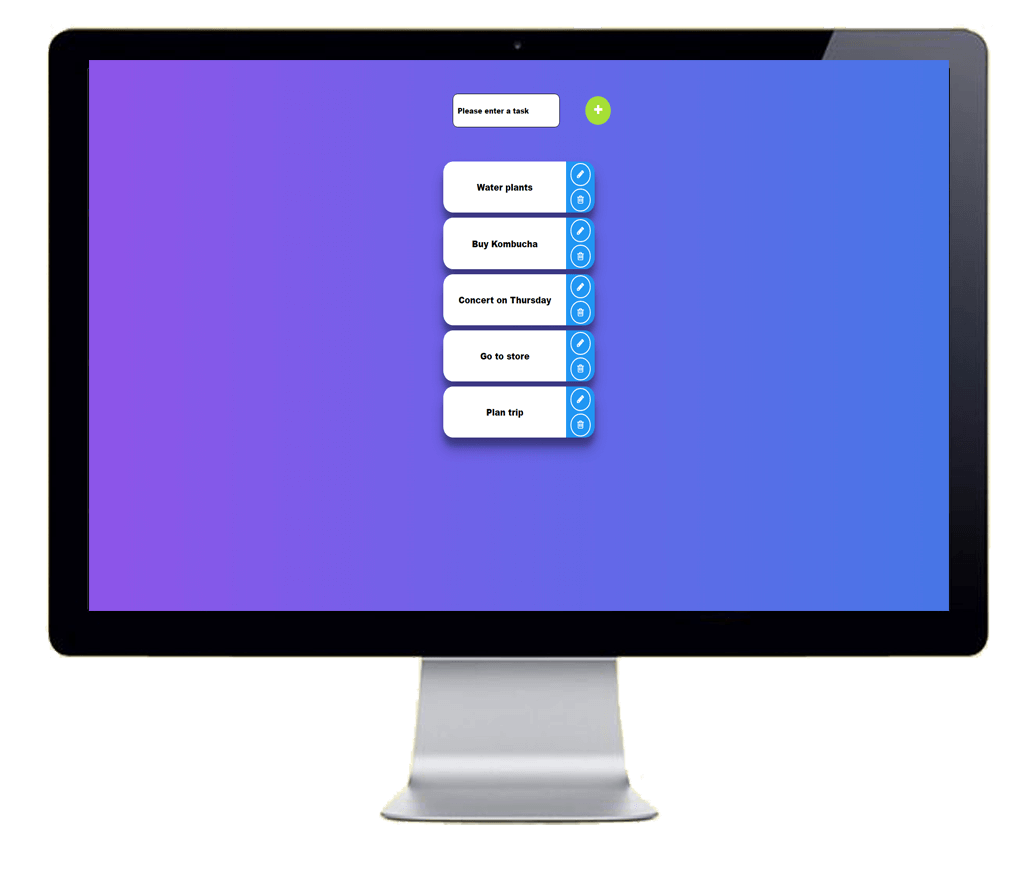 Please enter a task
Water plants
Buy Kombucha
Concert on Thursday
Go to store
Plan trip